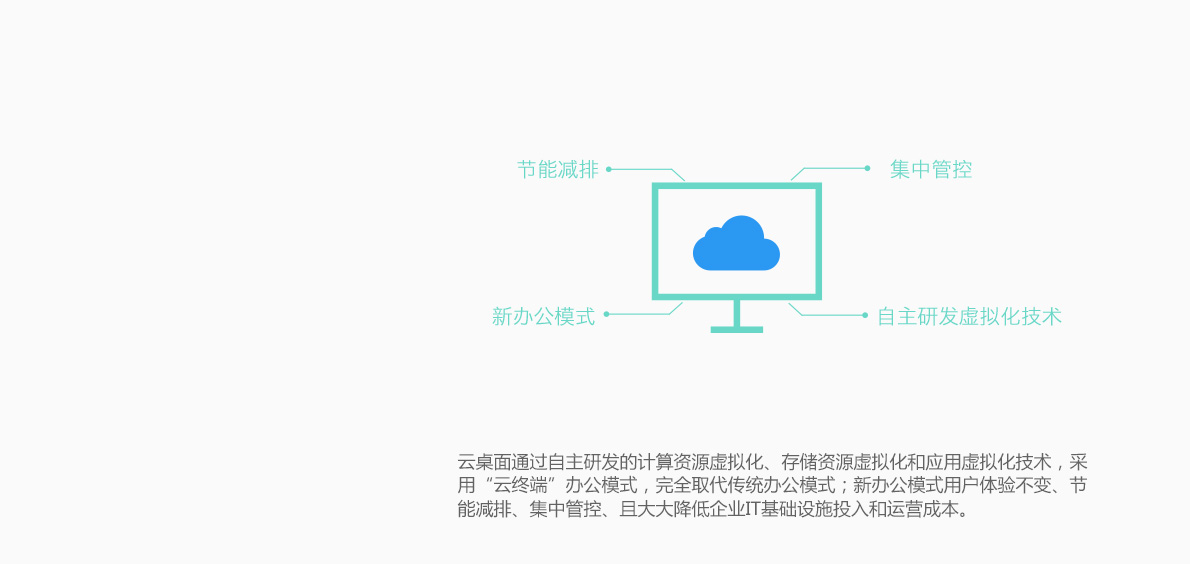 节能减排
集中管控
新办公模式
自主研发虚拟化技术
云桌面通过自主研发的计算资源虚拟化、存储资源虚拟化和应用虚拟化技术，采
用“云终端”办公模式，完全取代传统办公模式；新办公模式用户体验不变、节
能减排、集中管控、且大大降低企业IT基础设施投入和运营成本。